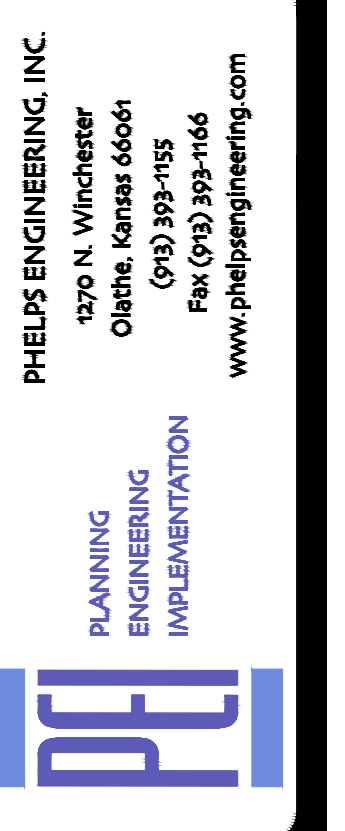 PEI
PLANNING
ENGINEERING
IMPLEMENTATION
PHELPS ENGINEERING, INC.
1270 N. Winchester
Olathe, Kansas 66061
(913) 393-1155
Fax (913) 393-1166
www.phelpsengineering.com